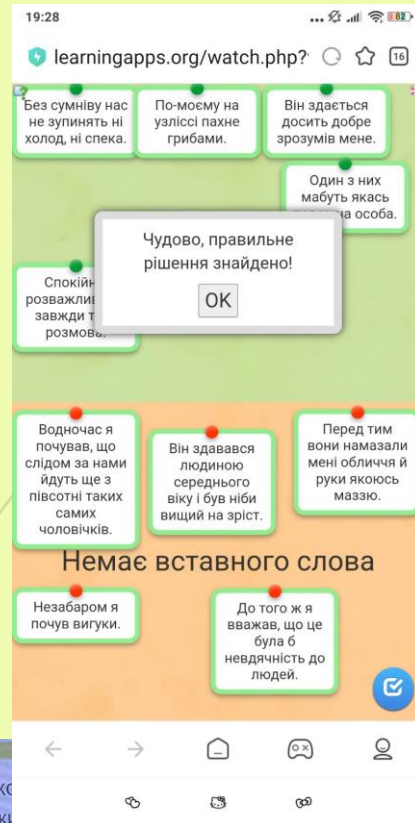 19:28
... 82
learningapps.org/watch.php? 16
Без сумніву нас
не зупинять ні
холод, ні спека.
По-моєму на
узліссі пахне
грибами.
Він здається
досить добре
зрозумів мене.
Один з них
мабуть якась
на особа.
Чудово, правильне
рішення знайдено!
OK
Спокійн
розважли
завжди т
розмова.
Водночас я
почував, що
слідом за нами
йдуть ще з
півсотні таких
самих
чоловічків.
Він здавався
людиною
середнього
віку і був ніби
вищий на зріст.
Перед тим
вони намазали
мені обличчя й
руки якоюсь
маззю.
Немає вставного слова
Незабаром я
почув вигуки.
До того ж я
вважав, що це
була б
невдячність до
людей.